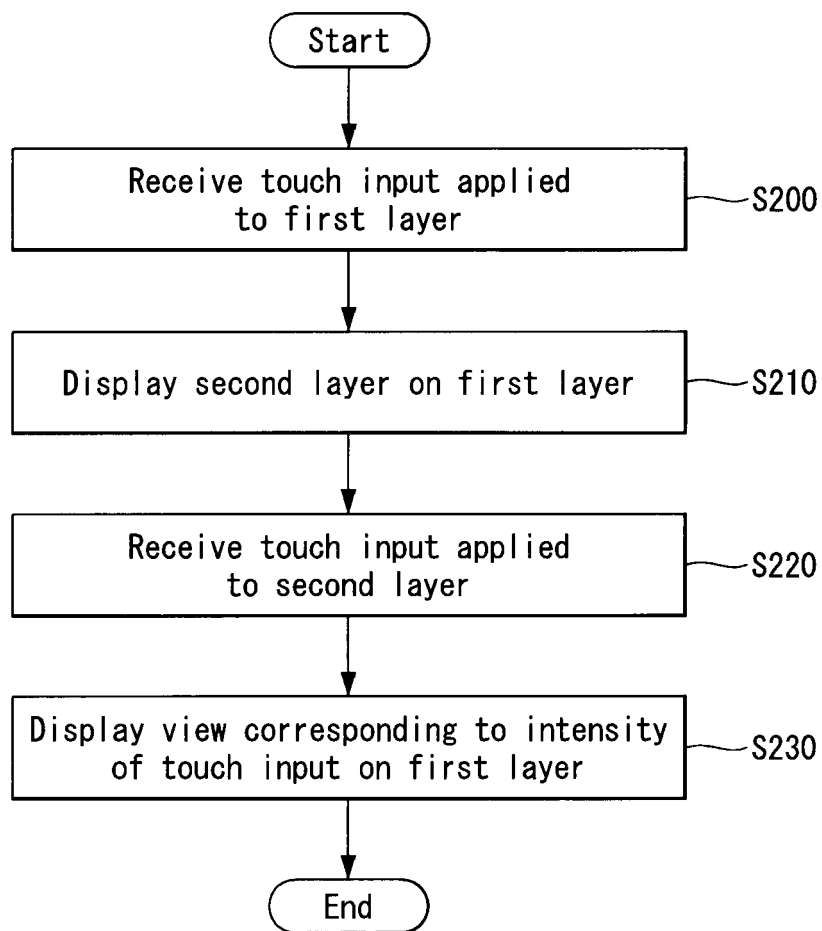 Start
Receive touch input applied
to first layer
S200
Display second layer on first layer
S210
Receive touch input applied
to second layer
S220
Display view corresponding to intensity
of touch input on first layer
S230
End